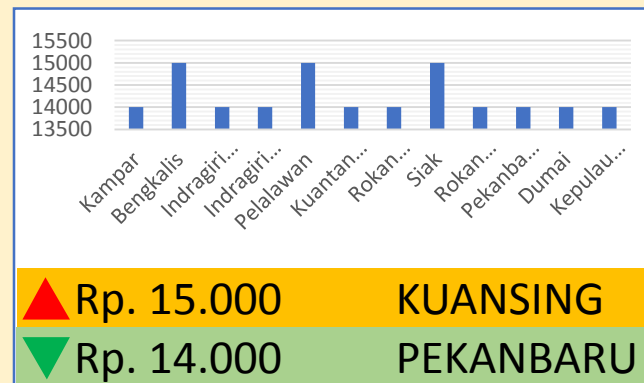 15500
15000
14500
14000
13500
Kampar
Bengkalis
Indragiri...
Indragiri...
Pelalawan
Kuantan...
Rokan...
Siak
Rokan...
Pekanba...
Dumai
Kepulau...
Rp. 15.000 KUANSING
Rp. 14.000 PEKANBARU